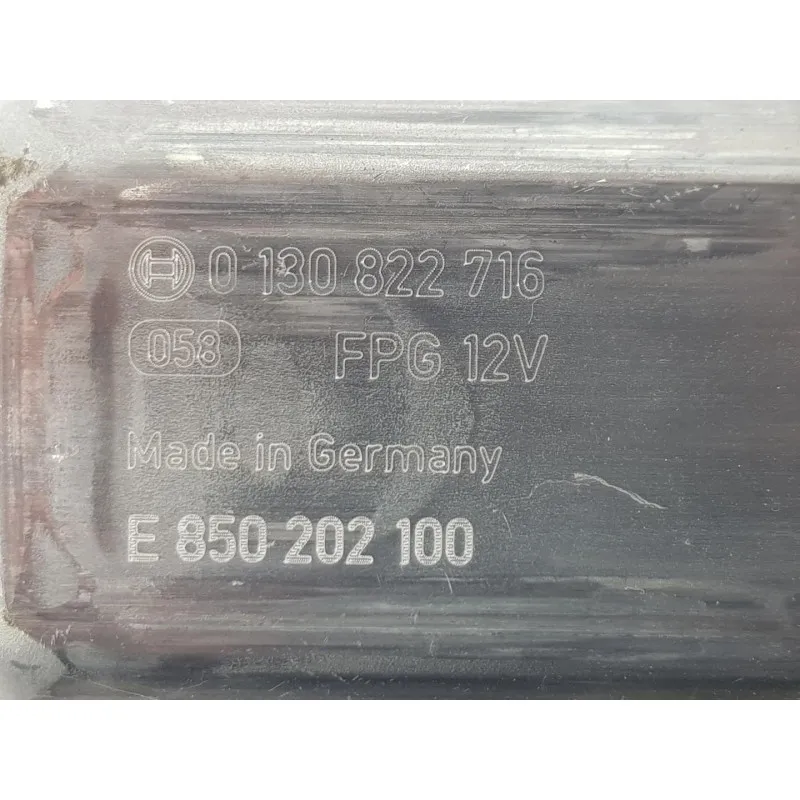 0 130 822 716
058 FPG 12V
Made in Germany
E 850 202 100